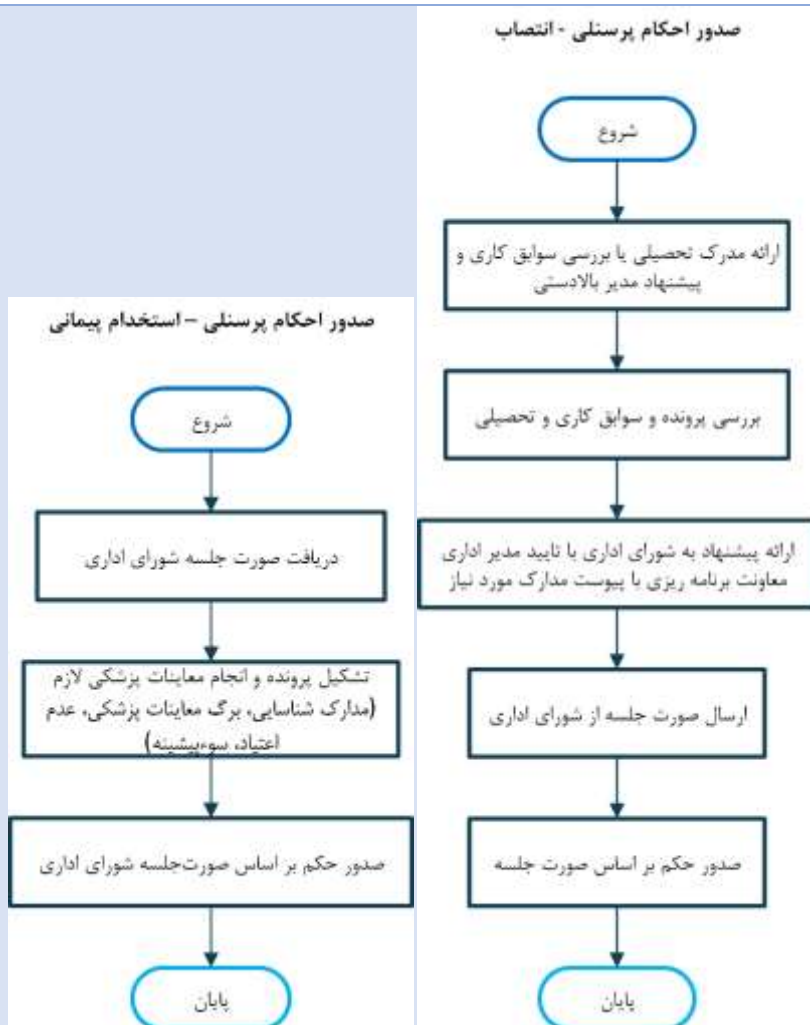 صدور احکام پرسنلی - انتصاب
شروع
ارائه مدرک تحصیلی یا بررسی سوابق کاری و
پیشنهاد مدیر بالادستی
بررسی پرونده و سوابق کاری و تحصیلی
ارائه پیشنهاد به شورای اداری با تایید مدیر اداری
معاونت برنامه ریزی با پیوست مدارک مورد نیاز
ارسال صورت جلسه از شورای اداری
صدور حکم بر اساس صورت جلسه
پایان
صدور احکام پرسنلی – استخدام پیمانی
شروع
دریافت صورت جلسه شورای اداری
تشکیل پرونده و انجام معاینات پزشکی لازم
(مدارک شناسایی، برگ معاینات پزشکی، عدم
اعتیاد، سوءپیشینه)
صدور حکم بر اساس صورت‌جلسه شورای اداری
پایان